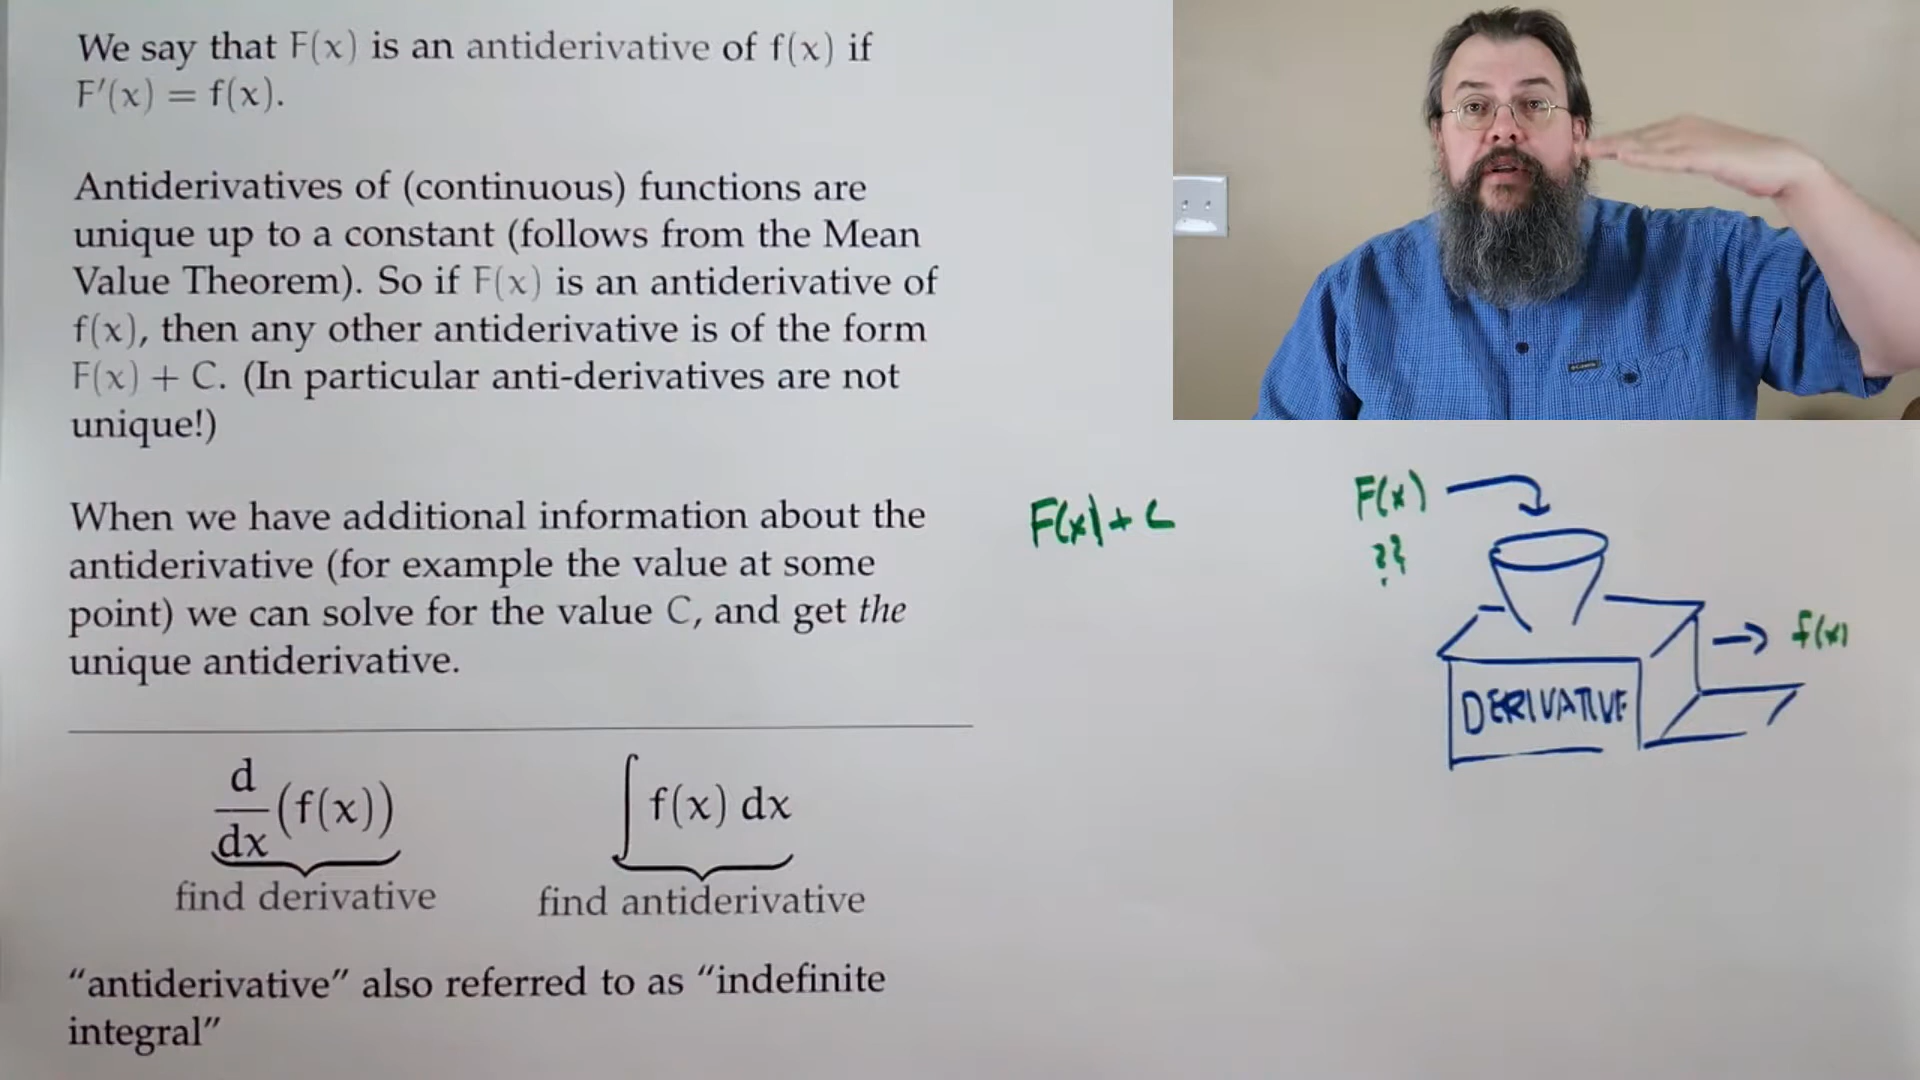 We say that F(x) is an antiderivative of f(x) if
F′(x) = f(x).
Antiderivatives of (continuous) functions are
unique up to a constant (follows from the Mean
Value Theorem). So if F(x) is an antiderivative of
f(x), then any other antiderivative is of the form
F(x) + C. (In particular anti-derivatives are not
unique!)
When we have additional information about the
antiderivative (for example the value at some
point) we can solve for the value C, and get the
unique antiderivative.
d/dx (f(x))
find derivative
∫ f(x) dx
find antiderivative
“antiderivative” also referred to as “indefinite
integral”
F(x) + C
F(x)
??
DERIVATIVE
→ f(x)